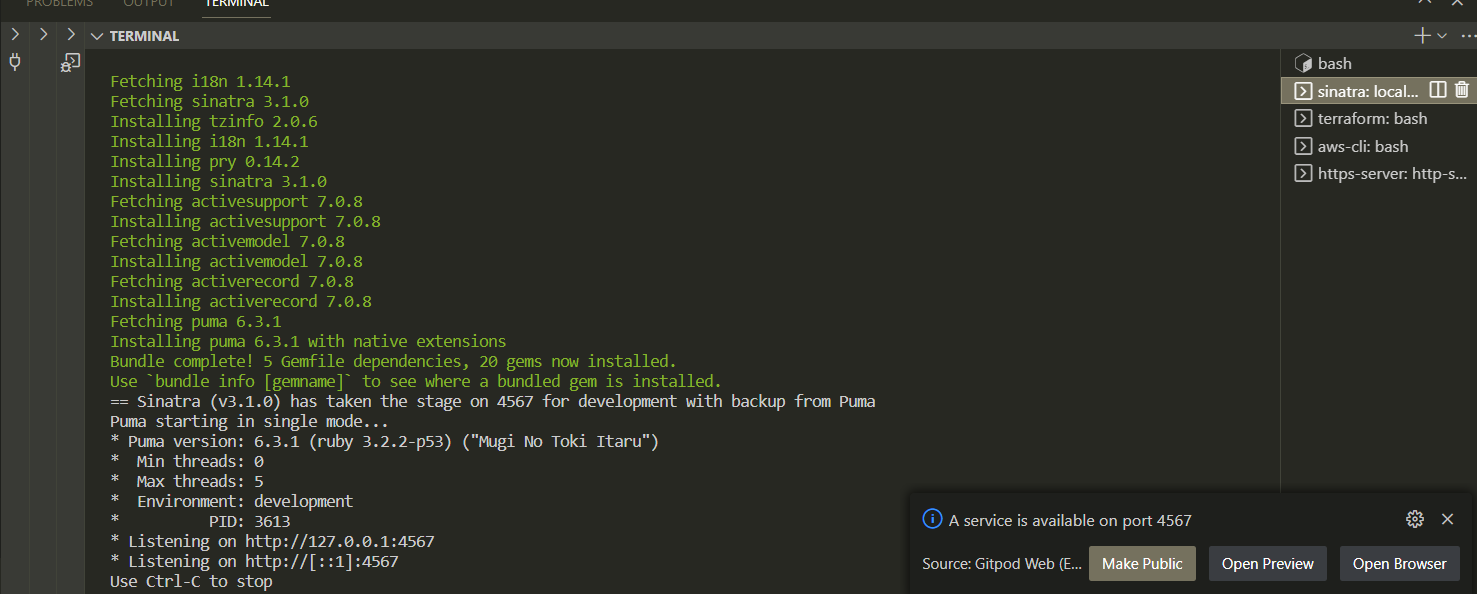 PROBLEMS OUTPUT TERMINAL
TERMINAL
Fetching i18n 1.14.1
Fetching sinatra 3.1.0
Installing tzinfo 2.0.6
Installing i18n 1.14.1
Installing pry 0.14.2
Installing sinatra 3.1.0
Fetching activesupport 7.0.8
Installing activesupport 7.0.8
Fetching activemodel 7.0.8
Installing activemodel 7.0.8
Fetching activerecord 7.0.8
Installing activerecord 7.0.8
Fetching puma 6.3.1
Installing puma 6.3.1 with native extensions
Bundle complete! 5 Gemfile dependencies, 20 gems now installed.
Use `bundle info [gemname]` to see where a bundled gem is installed.
== Sinatra (v3.1.0) has taken the stage on 4567 for development with backup from Puma
Puma starting in single mode...
* Puma version: 6.3.1 (ruby 3.2.2-p53) ("Mugi No Toki Itaru")
*  Min threads: 0
*  Max threads: 5
*  Environment: development
*          PID: 3613
* Listening on http://127.0.0.1:4567
* Listening on http://[::1]:4567
Use Ctrl-C to stop
bash
sinatra: local...
terraform: bash
aws-cli: bash
https-server: http-s...
A service is available on port 4567
Source: Gitpod Web (E...
Make Public
Open Preview
Open Browser